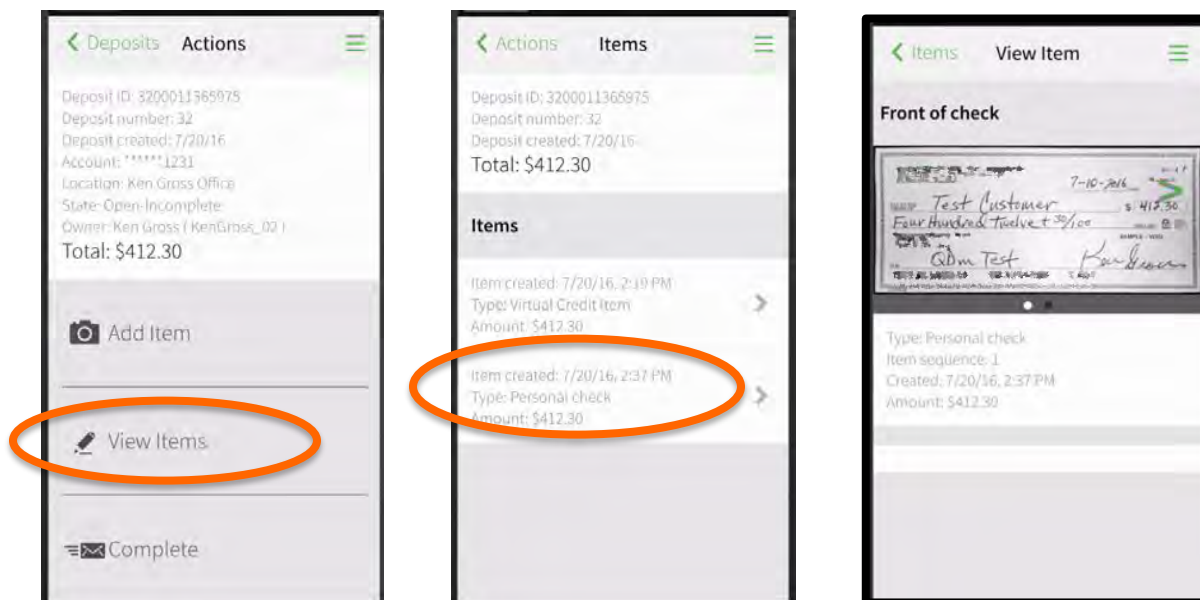 Deposits Actions
Deposit ID: 3200011365975
Deposit number: 32
Deposit created: 7/20/16
Account: ******1231
Location: Ken Gross Office
State: Open-Incomplete
Owner: Ken Gross ( KenGross_02 )
Total: $412.30
Add Item
View Items
Complete
Actions Items
Deposit ID: 3200011365975
Deposit number: 32
Deposit created: 7/20/16
Total: $412.30
Items
Item created: 7/20/16, 2:19 PM
Type: Virtual Credit Item
Amount: $412.30
Item created: 7/20/16, 2:37 PM
Type: Personal check
Amount: $412.30
Items View Item
Front of check
7-10-2016
Test Customer $ 412.30
Four Hundred Twelve + 30/100
QDm Test
Type: Personal check
Item sequence: 1
Created: 7/20/16, 2:37 PM
Amount: $412.30